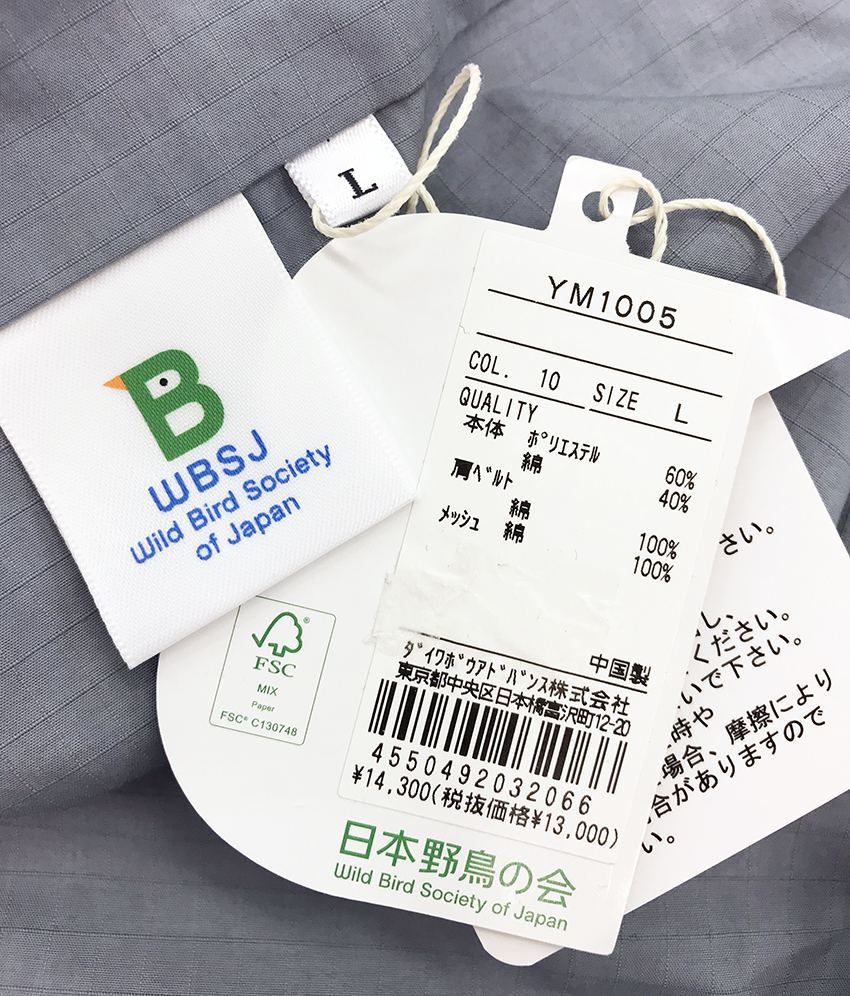 L
B
WBSJ
Wild Bird Society
of Japan
YM1005
COL. 10 SIZE L
QUALITY
本体 ポリエステル 60%
綿 40%
肩ベルト
綿 100%
メッシュ 綿 100%
中国製
ダイワボウアドバンス株式会社
東京都中央区日本橋富沢町12-20
4550492032066
¥14,300(税抜価格¥13,000)
日本野鳥の会
Wild Bird Society of Japan
FSC®
MIX
Paper
FSC® C130748
さい。
し、
ください。
いで下さい。
時や
場合、摩擦により
合がありますので
い。